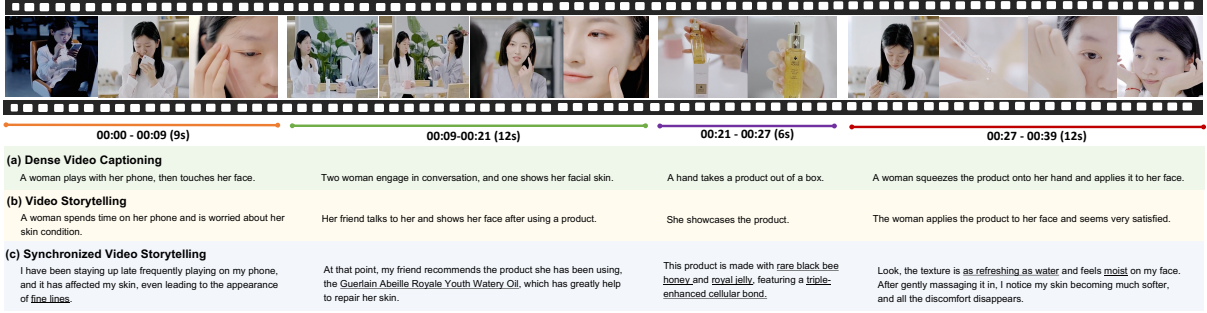 00:00 - 00:09 (9s)
00:09-00:21 (12s)
00:21 - 00:27 (6s)
00:27 - 00:39 (12s)
(a) Dense Video Captioning
A woman plays with her phone, then touches her face.
Two woman engage in conversation, and one shows her facial skin.
A hand takes a product out of a box.
A woman squeezes the product onto her hand and applies it to her face.
(b) Video Storytelling
A woman spends time on her phone and is worried about her
skin condition.
Her friend talks to her and shows her face after using a product.
She showcases the product.
The woman applies the product to her face and seems very satisfied.
(c) Synchronized Video Storytelling
I have been staying up late frequently playing on my phone,
and it has affected my skin, even leading to the appearance
of fine lines.
At that point, my friend recommends the product she has been using,
the Guerlain Abeille Royale Youth Watery Oil, which has greatly help
to repair her skin.
This product is made with rare black bee
honey and royal jelly, featuring a triple-
enhanced cellular bond.
Look, the texture is as refreshing as water and feels moist on my face.
After gently massaging it in, I notice my skin becoming much softer,
and all the discomfort disappears.